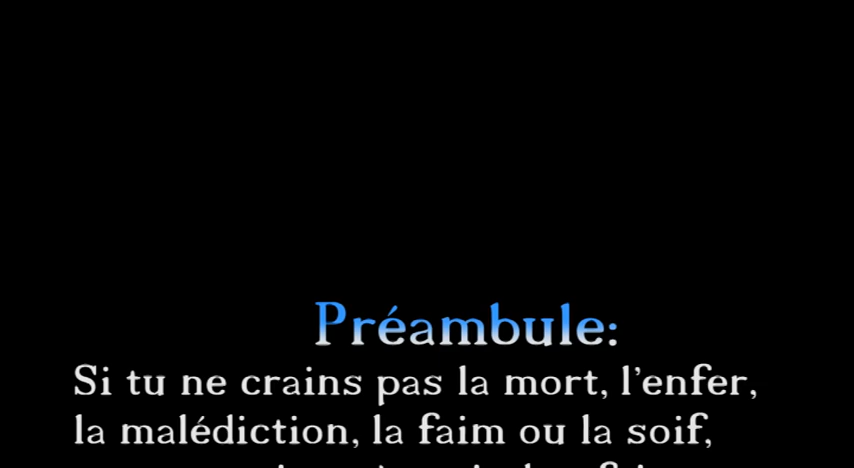 Préambule:
Si tu ne crains pas la mort, l'enfer,
la malédiction, la faim ou la soif,